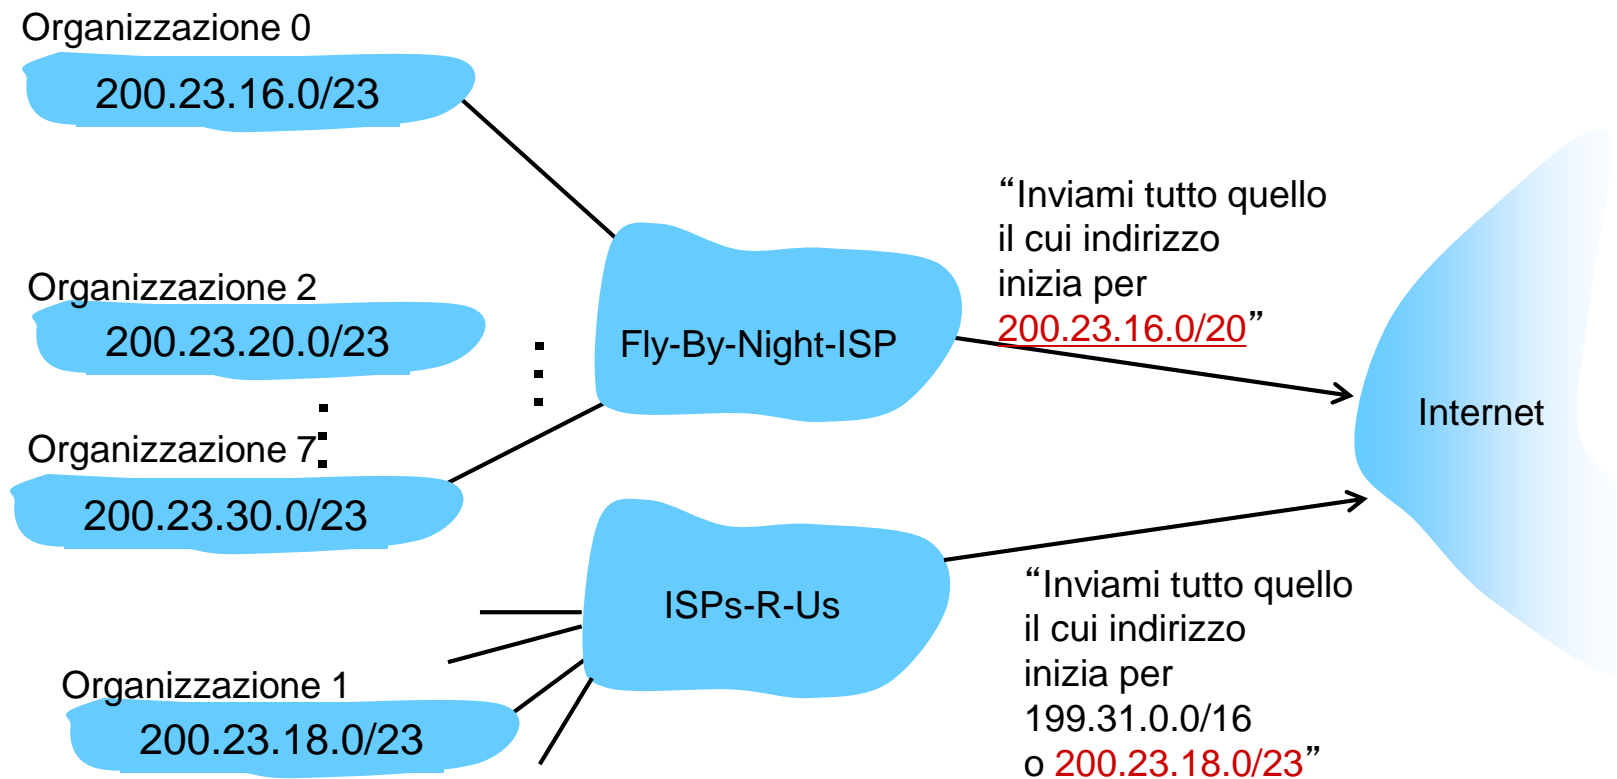 Organizzazione 0
200.23.16.0/23
Organizzazione 2
200.23.20.0/23
Organizzazione 7
200.23.30.0/23
Organizzazione 1
200.23.18.0/23
Fly-By-Night-ISP
ISPs-R-Us
“Inviami tutto quello
il cui indirizzo
inizia per
200.23.16.0/20”
“Inviami tutto quello
il cui indirizzo
inizia per
199.31.0.0/16
o 200.23.18.0/23”
Internet